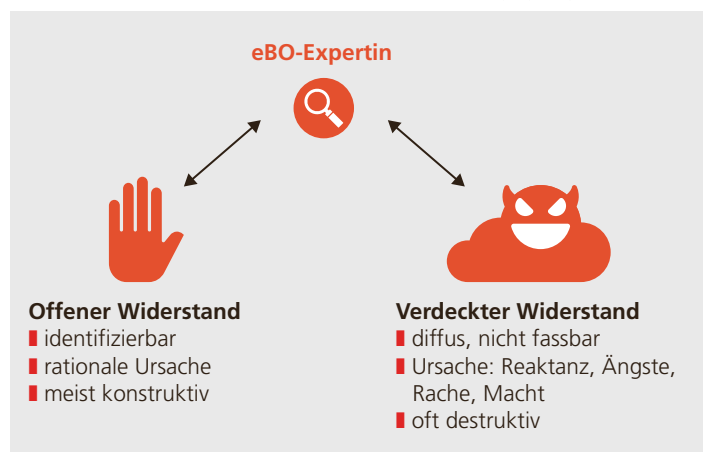 eBO-Expertin
Offener Widerstand
identifizierbar
rationale Ursache
meist konstruktiv
Verdeckter Widerstand
diffus, nicht fassbar
Ursache: Reaktanz, Ängste,
Rache, Macht
oft destruktiv